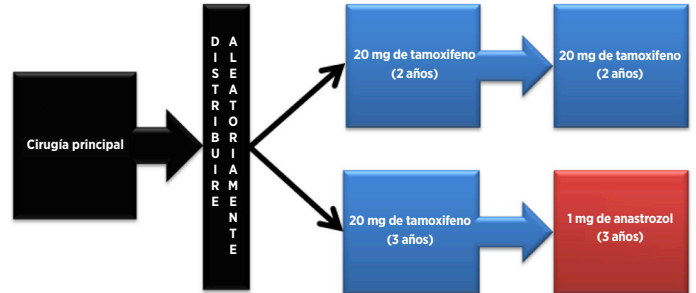 Cirugía principal
DISTRIBUIRE
ALEATORIAMENTE
20 mg de tamoxifeno
(2 años)
20 mg de tamoxifeno
(2 años)
20 mg de tamoxifeno
(3 años)
1 mg de anastrozol
(3 años)